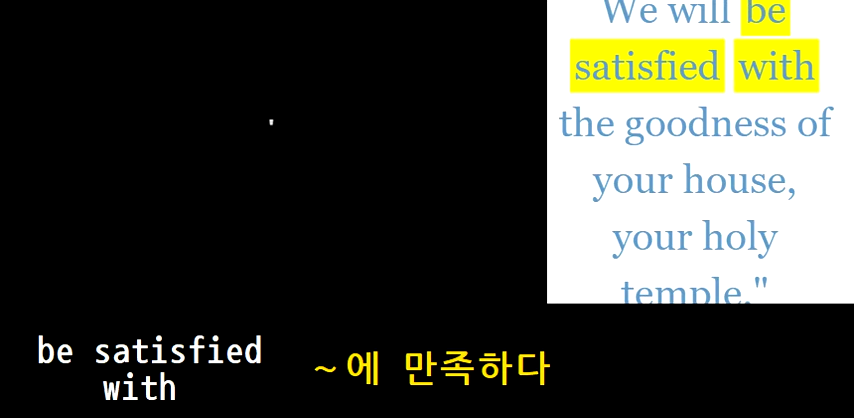 '
We will be
satisfied with
the goodness of
your house,
your holy
temple."
be satisfied
with
~에 만족하다